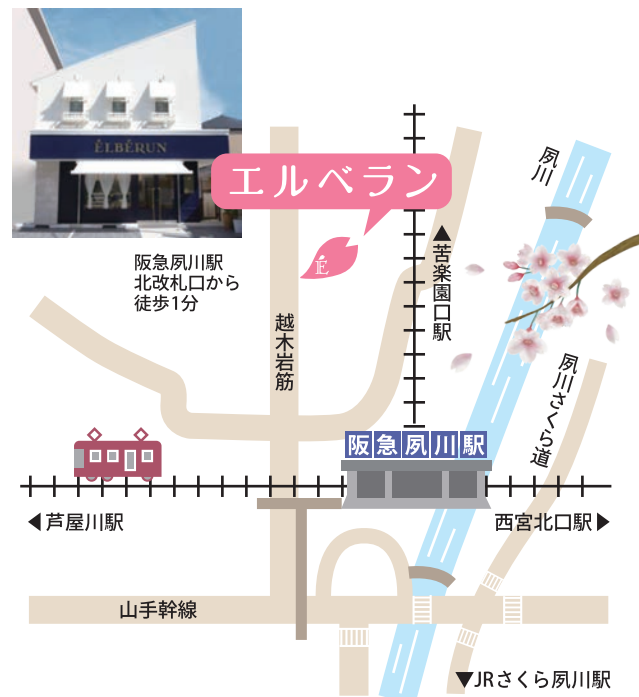 ÉLBÉRUN
エルベラン
É
阪急夙川駅
北改札口から
徒歩1分
夙川
▲苦楽園口駅
越木岩筋
夙川さくら道
阪急夙川駅
◀芦屋川駅
西宮北口駅▶
山手幹線
▼JRさくら夙川駅